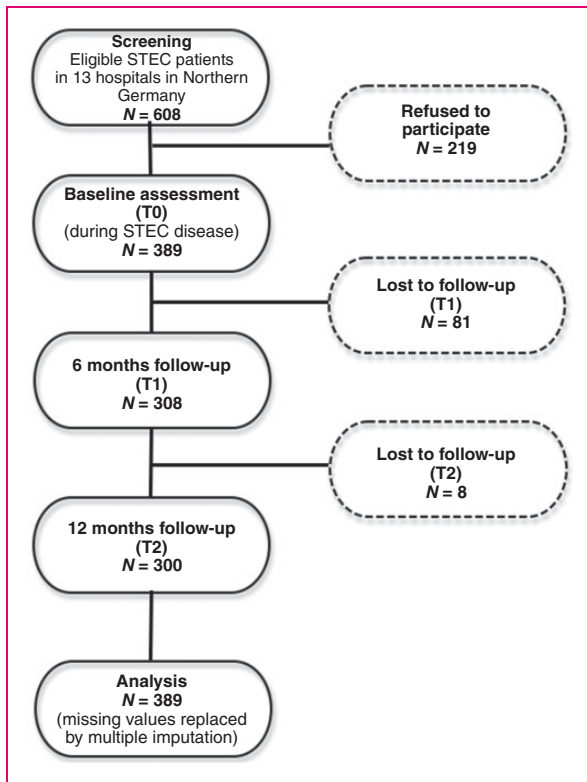 Screening
Eligible STEC patients
in 13 hospitals in Northern
Germany
N = 608
Refused to
participate
N = 219
Baseline assessment
(T0)
(during STEC disease)
N = 389
Lost to follow-up
(T1)
N = 81
6 months follow-up
(T1)
N = 308
Lost to follow-up
(T2)
N = 8
12 months follow-up
(T2)
N = 300
Analysis
N = 389
(missing values replaced
by multiple imputation)